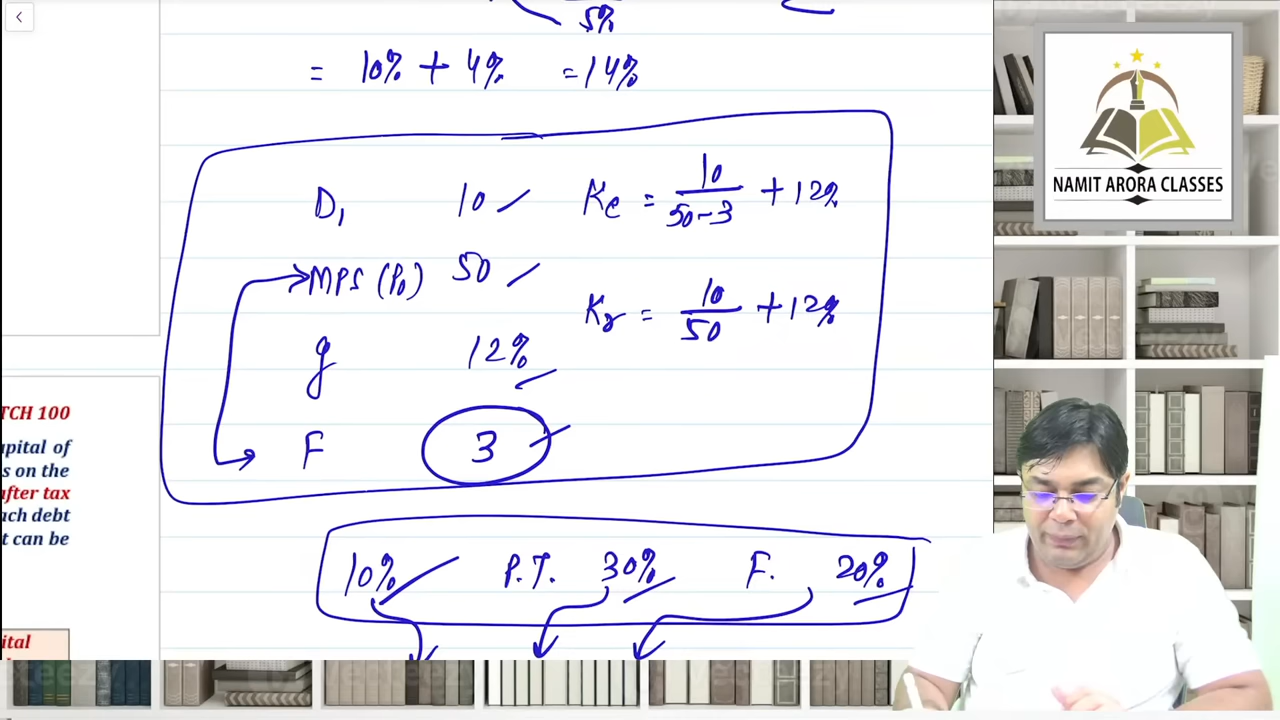 5%
= 10% + 4% = 14%
D₁ 10 Ke = 10/(50-3) + 12%
MPS (P₀) 50
Kr = 10/50 + 12%
g 12%
F 3
10% P.T. 30% F. 20%
TCH 100
apital of
s on the
after tax
ach debt
t can be
ital
NAMIT ARORA CLASSES